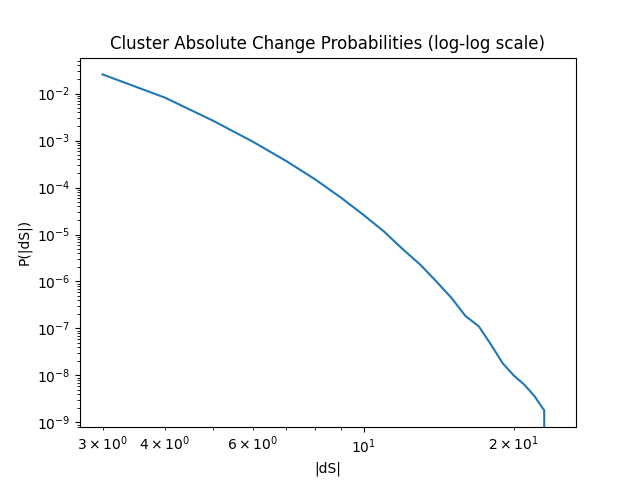 Cluster Absolute Change Probabilities (log-log scale)
P(|dS|)
10⁻²
10⁻³
10⁻⁴
10⁻⁵
10⁻⁶
10⁻⁷
10⁻⁸
10⁻⁹
3 × 10⁰ 4 × 10⁰ 6 × 10⁰ 10¹ 2 × 10¹
|dS|